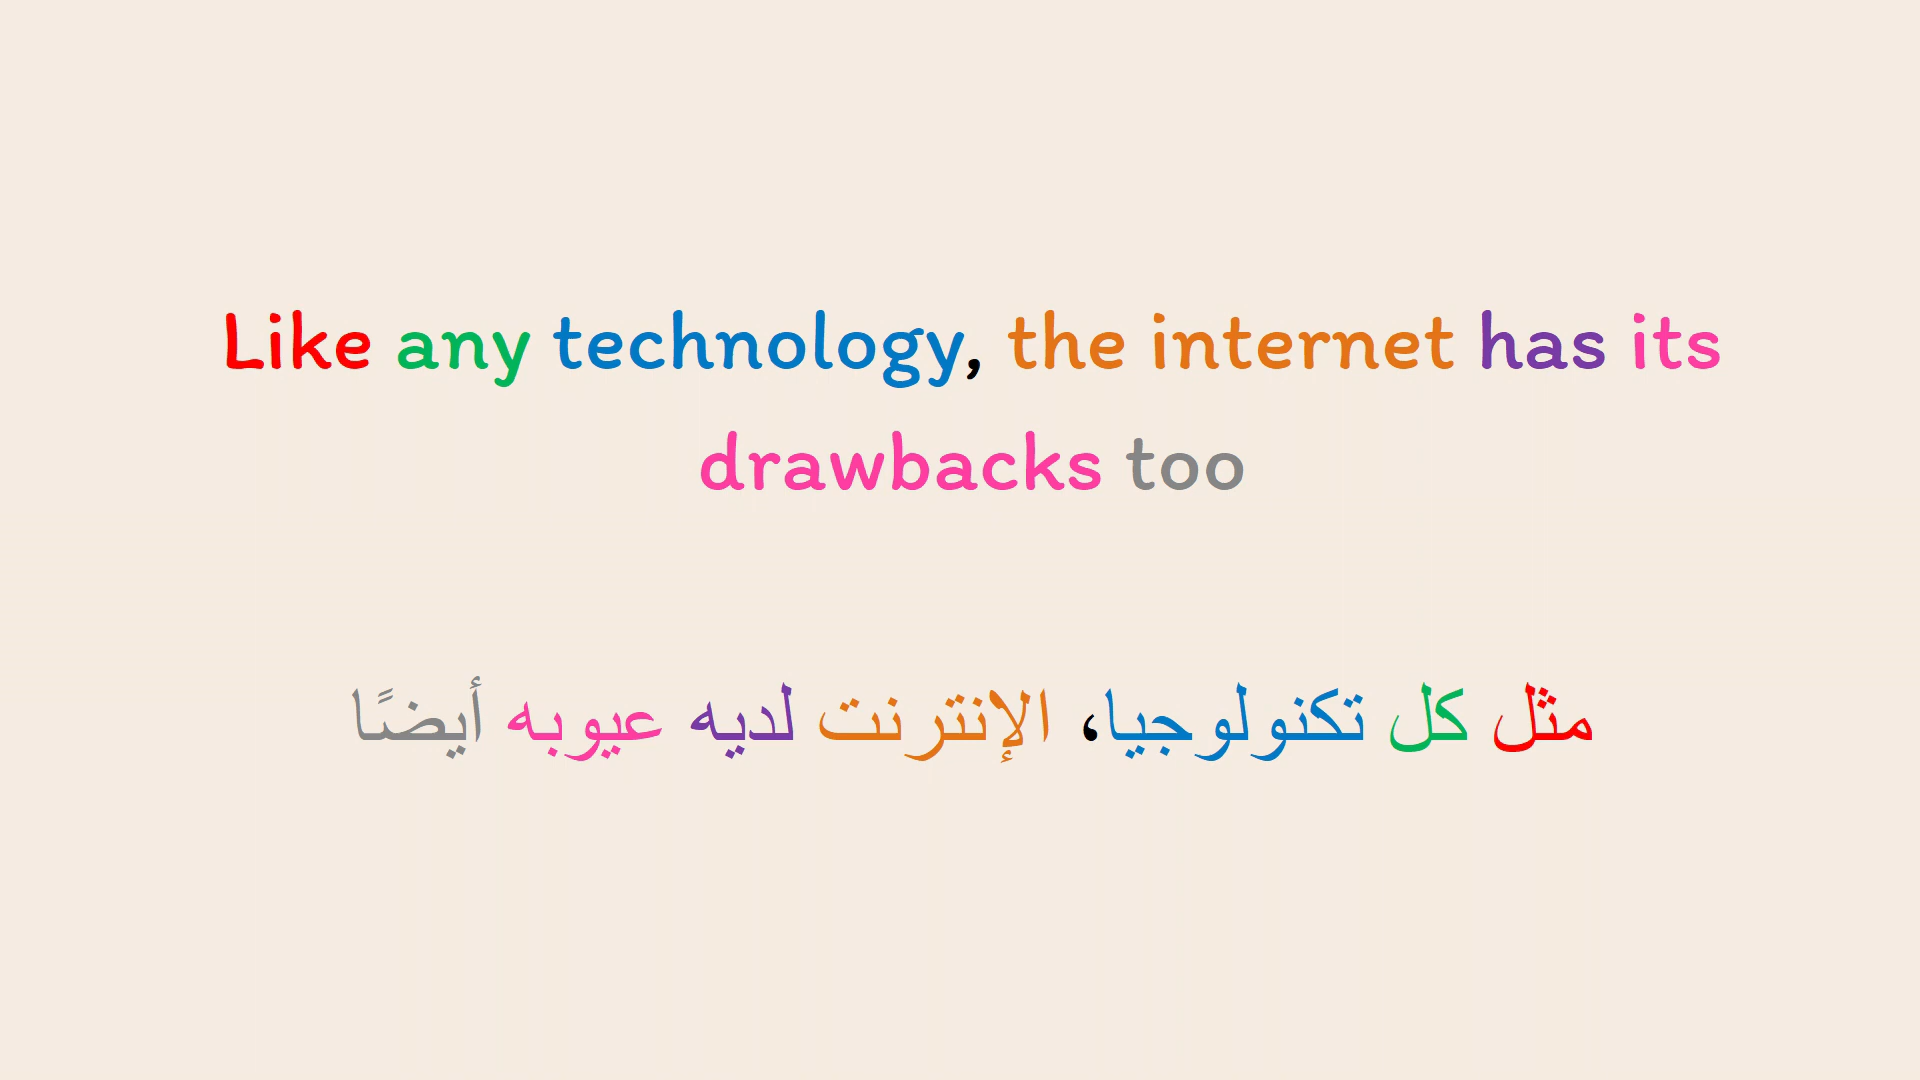 Like any technology, the internet has its
drawbacks too
مثل كل تكنولوجيا، الإنترنت لديه عيوبه أيضًا